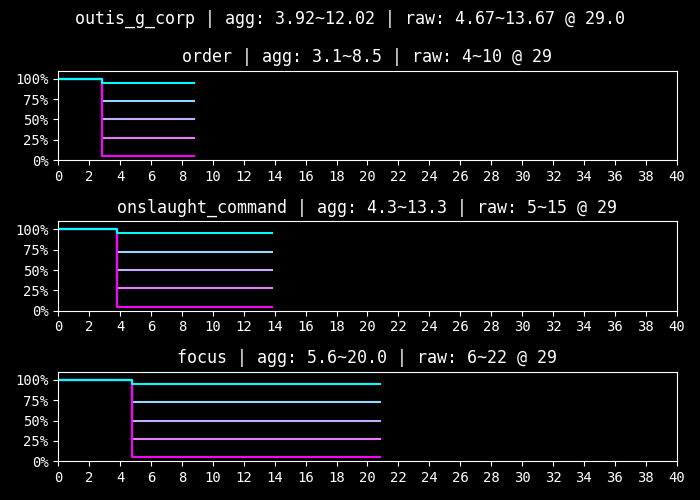 outis_g_corp | agg: 3.92~12.02 | raw: 4.67~13.67 @ 29.0
order | agg: 3.1~8.5 | raw: 4~10 @ 29
100%
75%
50%
25%
0%
0 2 4 6 8 10 12 14 16 18 20 22 24 26 28 30 32 34 36 38 40
onslaught_command | agg: 4.3~13.3 | raw: 5~15 @ 29
100%
75%
50%
25%
0%
0 2 4 6 8 10 12 14 16 18 20 22 24 26 28 30 32 34 36 38 40
focus | agg: 5.6~20.0 | raw: 6~22 @ 29
100%
75%
50%
25%
0%
0 2 4 6 8 10 12 14 16 18 20 22 24 26 28 30 32 34 36 38 40